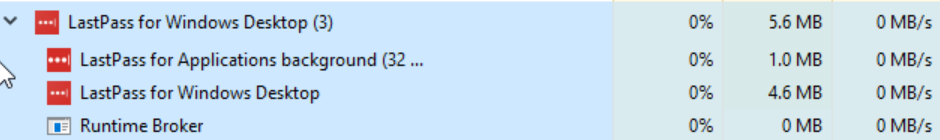 LastPass for Windows Desktop (3) 0% 5.6 MB 0 MB/s
LastPass for Applications background (32 ... 0% 1.0 MB 0 MB/s
LastPass for Windows Desktop 0% 4.6 MB 0 MB/s
Runtime Broker 0% 0 MB 0 MB/s